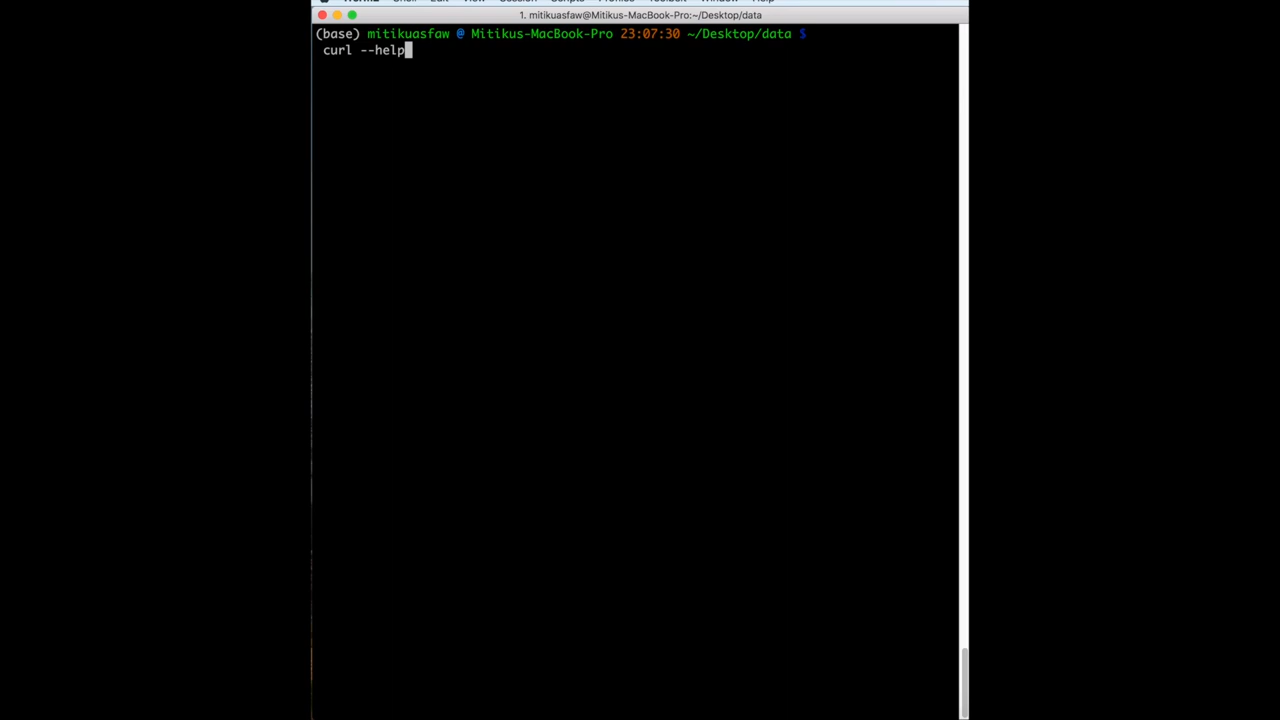 1. mitikuasfaw@Mitikus-MacBook-Pro:~/Desktop/data
(base) mitikuasfaw @ Mitikus-MacBook-Pro 23:07:30 ~/Desktop/data $
curl --help